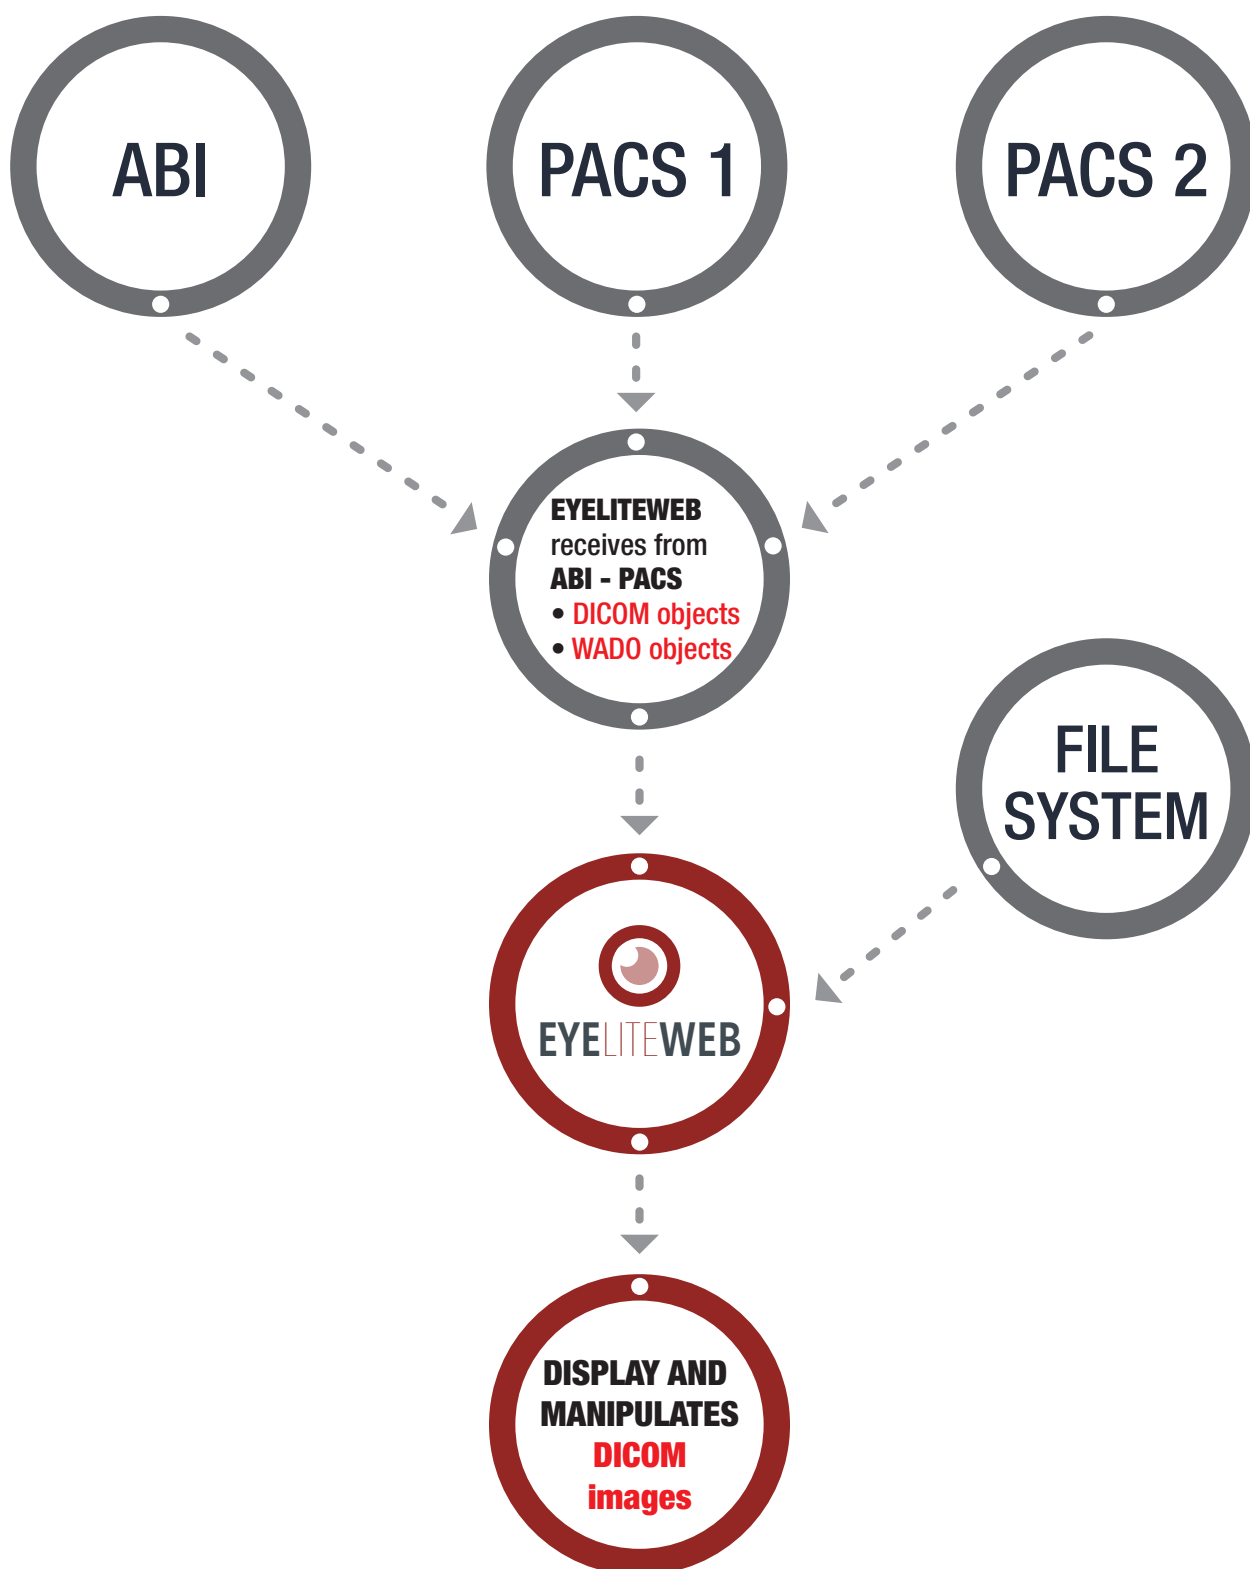 ABI
PACS 1
PACS 2
EYELITEWEB
receives from
ABI - PACS
• DICOM objects
• WADO objects
FILE
SYSTEM
EYELITEWEB
DISPLAY AND
MANIPULATES
DICOM
images